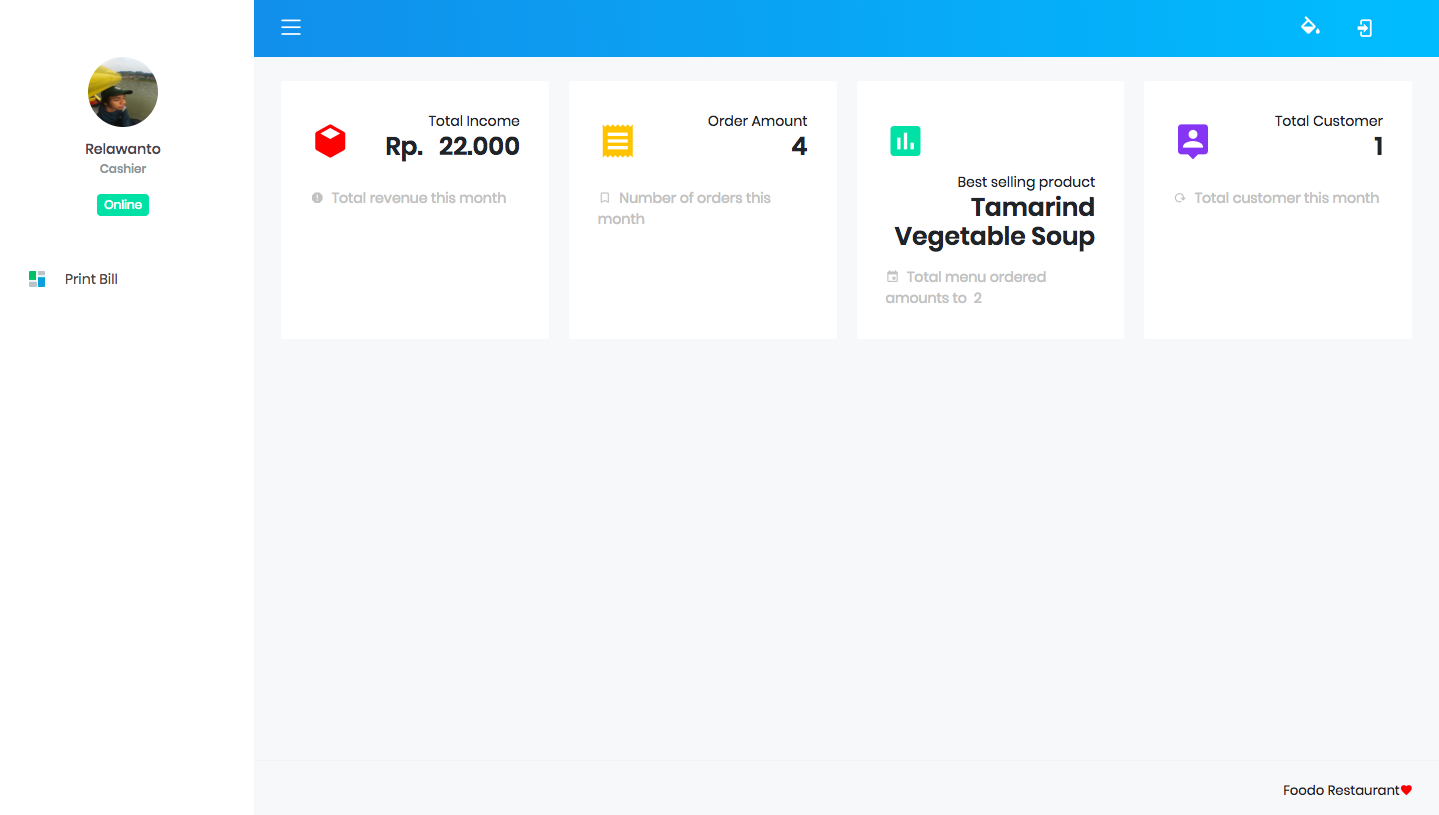 Relawanto
Cashier
Online
Print Bill
Total Income
Rp. 22.000
Total revenue this month
Order Amount
4
Number of orders this
month
Best selling product
Tamarind
Vegetable Soup
Total menu ordered
amounts to 2
Total Customer
1
Total customer this month
Foodo Restaurant